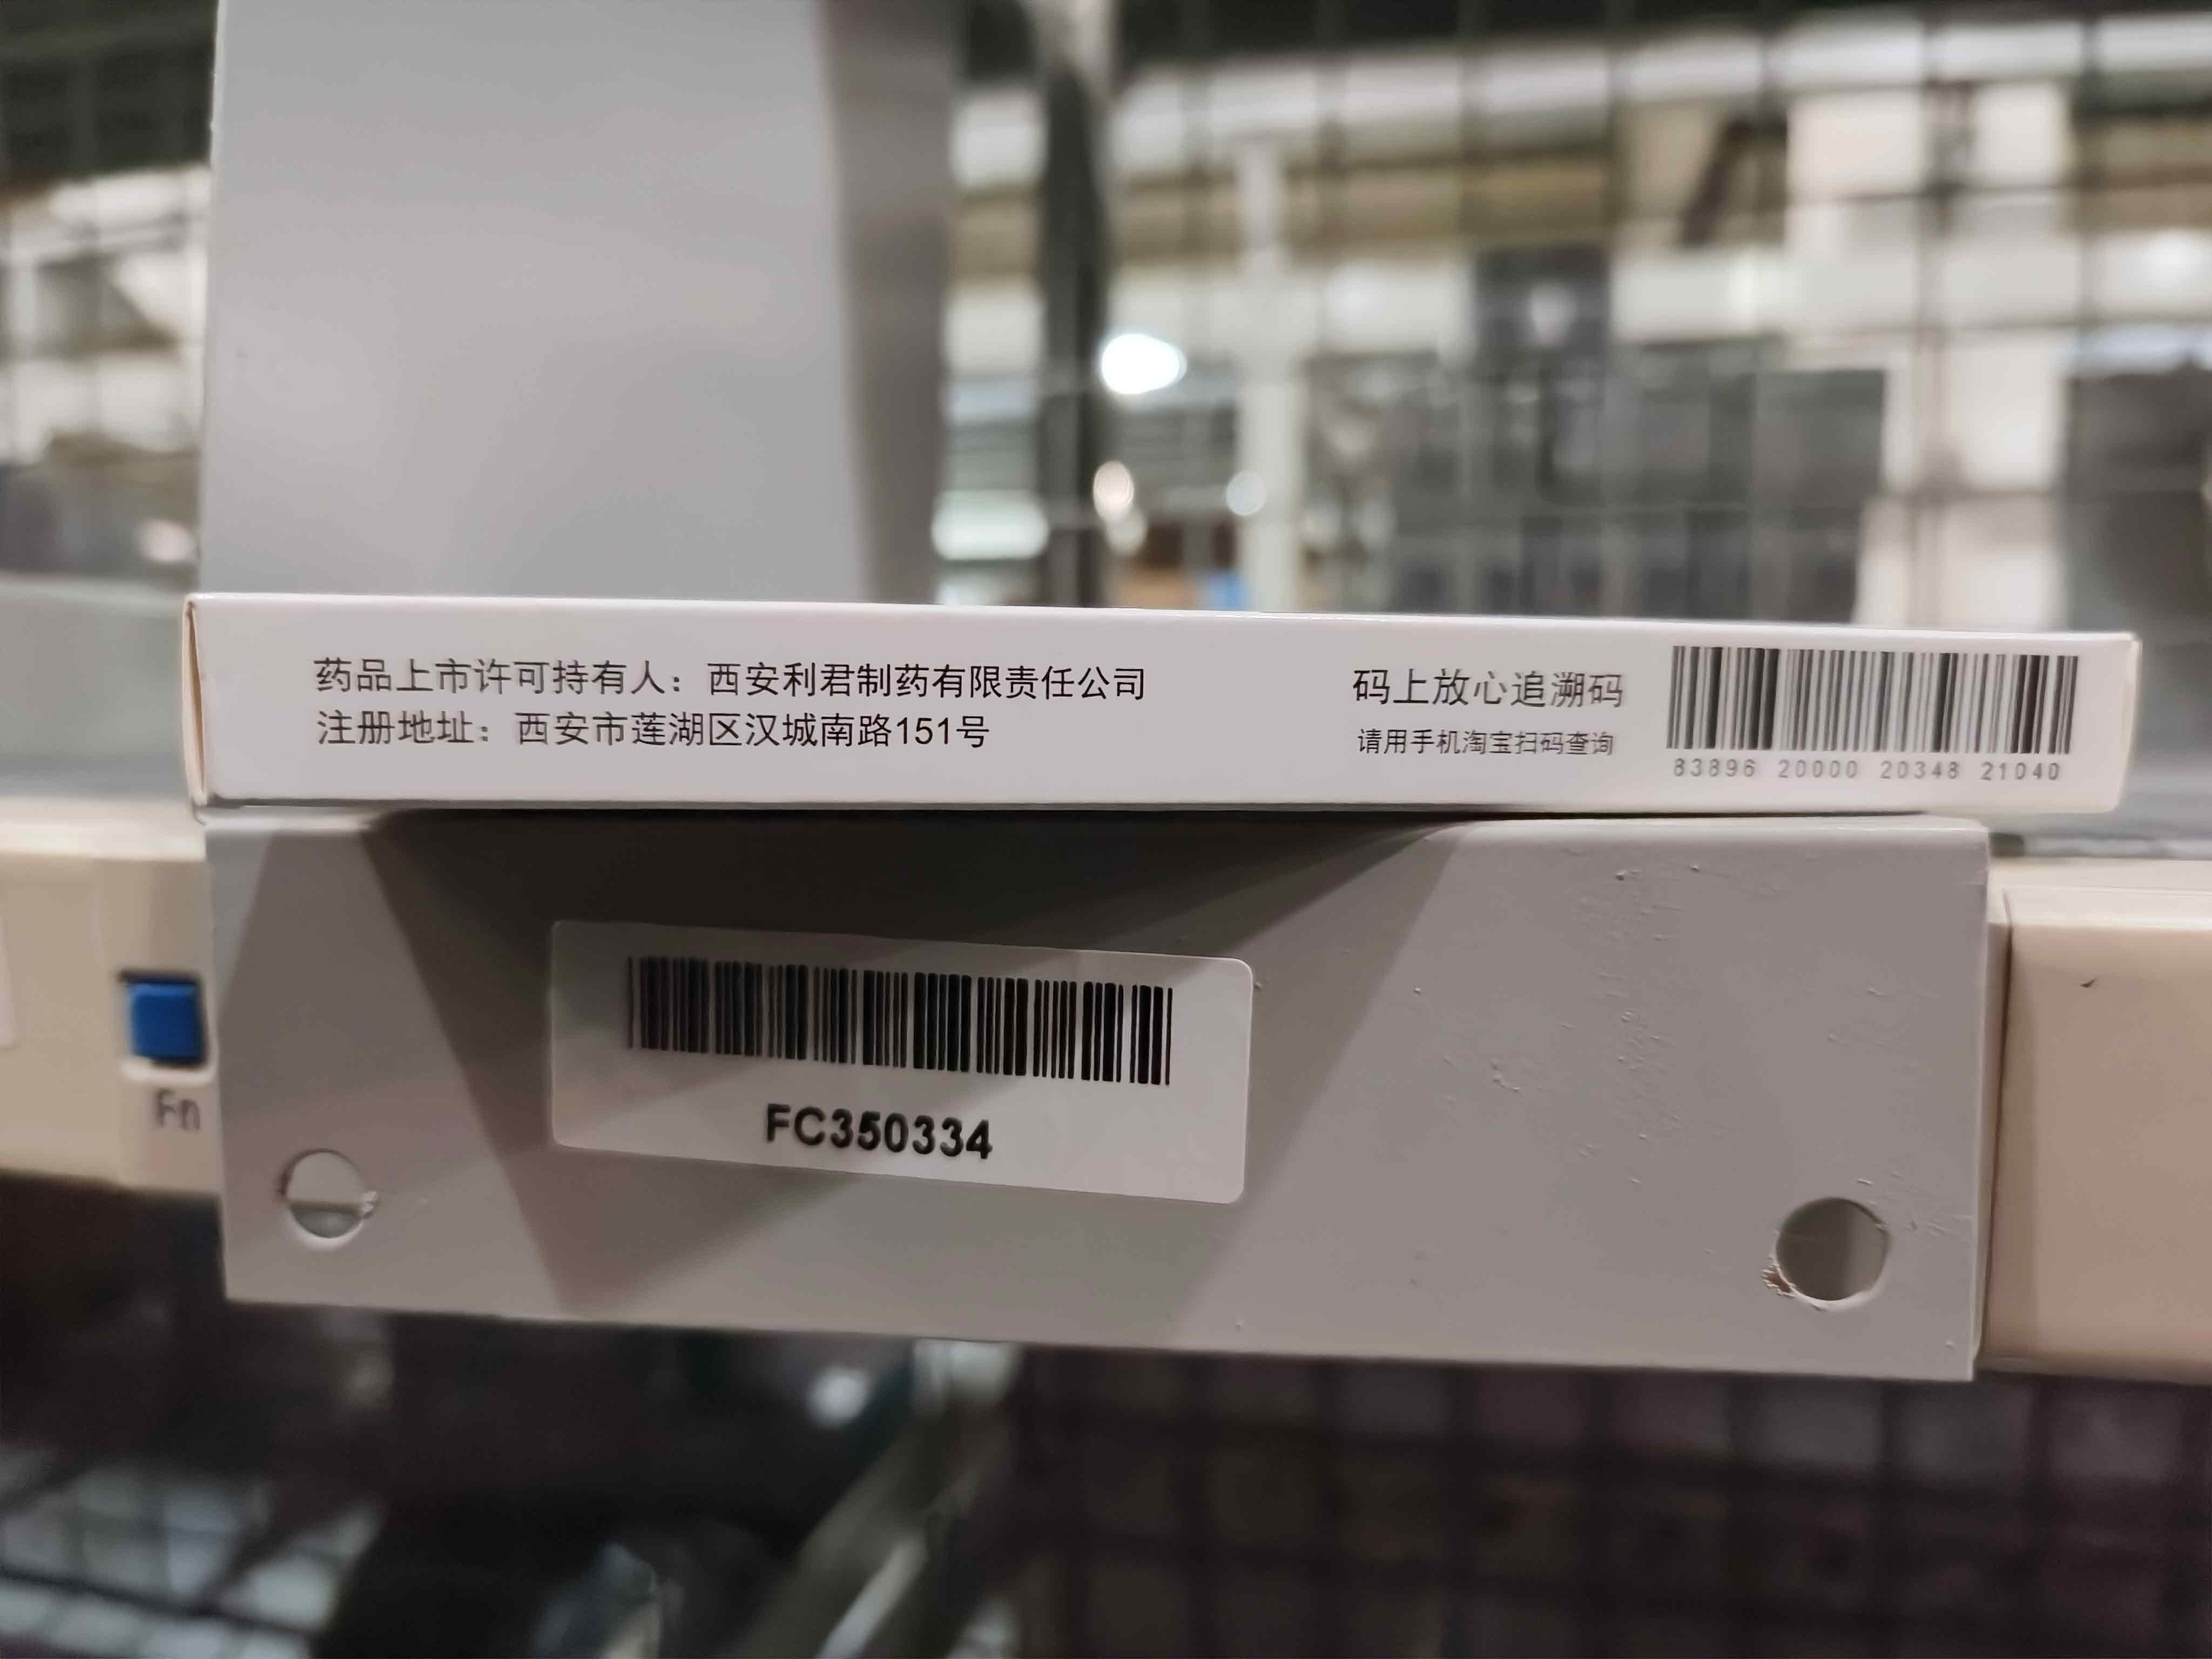 药品上市许可持有人：西安利君制药有限责任公司
注册地址：西安市莲湖区汉城南路151号
码上放心追溯码
请用手机淘宝扫码查询
83896 20000 20348 21040
FC350334
Fn